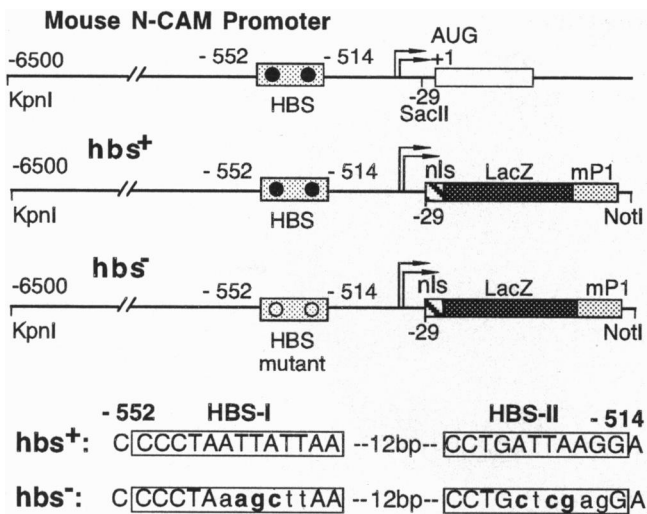 Mouse N-CAM Promoter
-6500 - 552 - 514 AUG
+1
KpnI HBS -29
SacII
hbs+
-6500 - 552 - 514 nls LacZ mP1
KpnI HBS -29 NotI
hbs-
-6500 - 552 - 514 nls LacZ mP1
KpnI HBS -29 NotI
mutant
- 552 HBS-I HBS-II - 514
hbs+: C CCCTAATTATTAA --12bp-- CCTGATTAAGG A
hbs-: C CCCTAaagcttAA --12bp-- CCTGctcgagG A